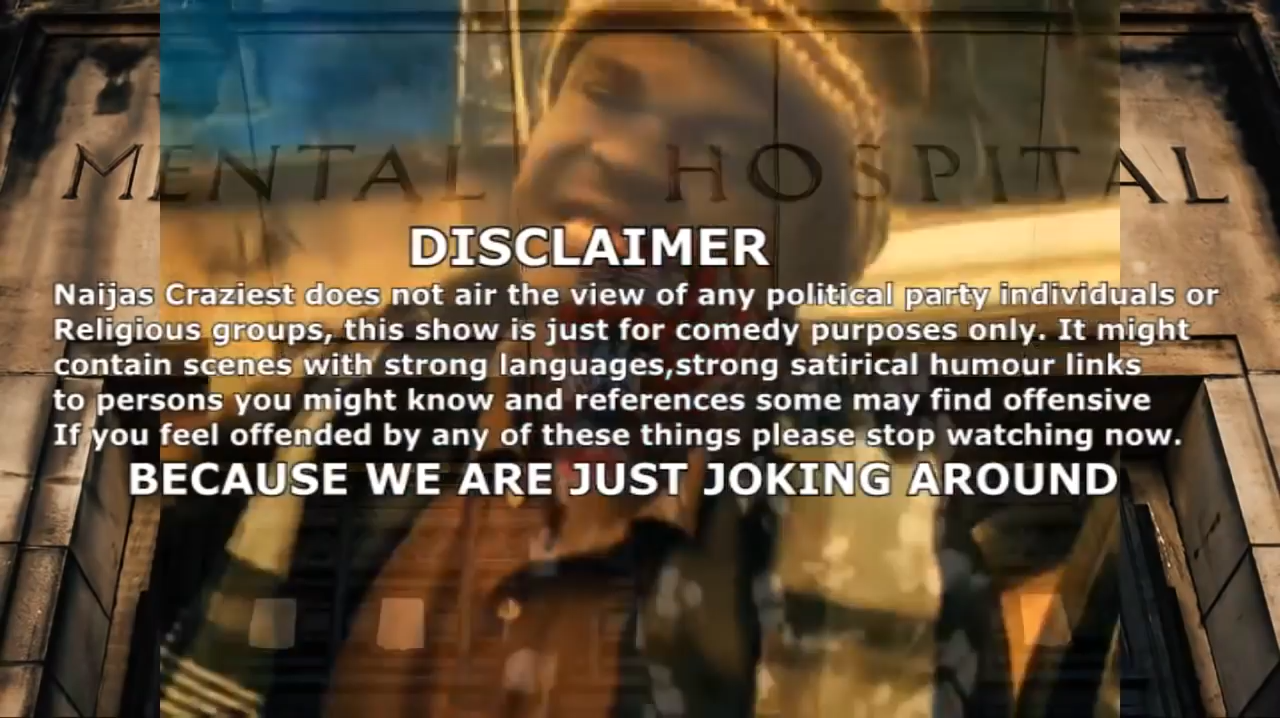 MENTAL HOSPITAL
DISCLAIMER
Naijas Craziest does not air the view of any political party individuals or
Religious groups, this show is just for comedy purposes only. It might
contain scenes with strong languages,strong satirical humour links
to persons you might know and references some may find offensive
If you feel offended by any of these things please stop watching now.
BECAUSE WE ARE JUST JOKING AROUND